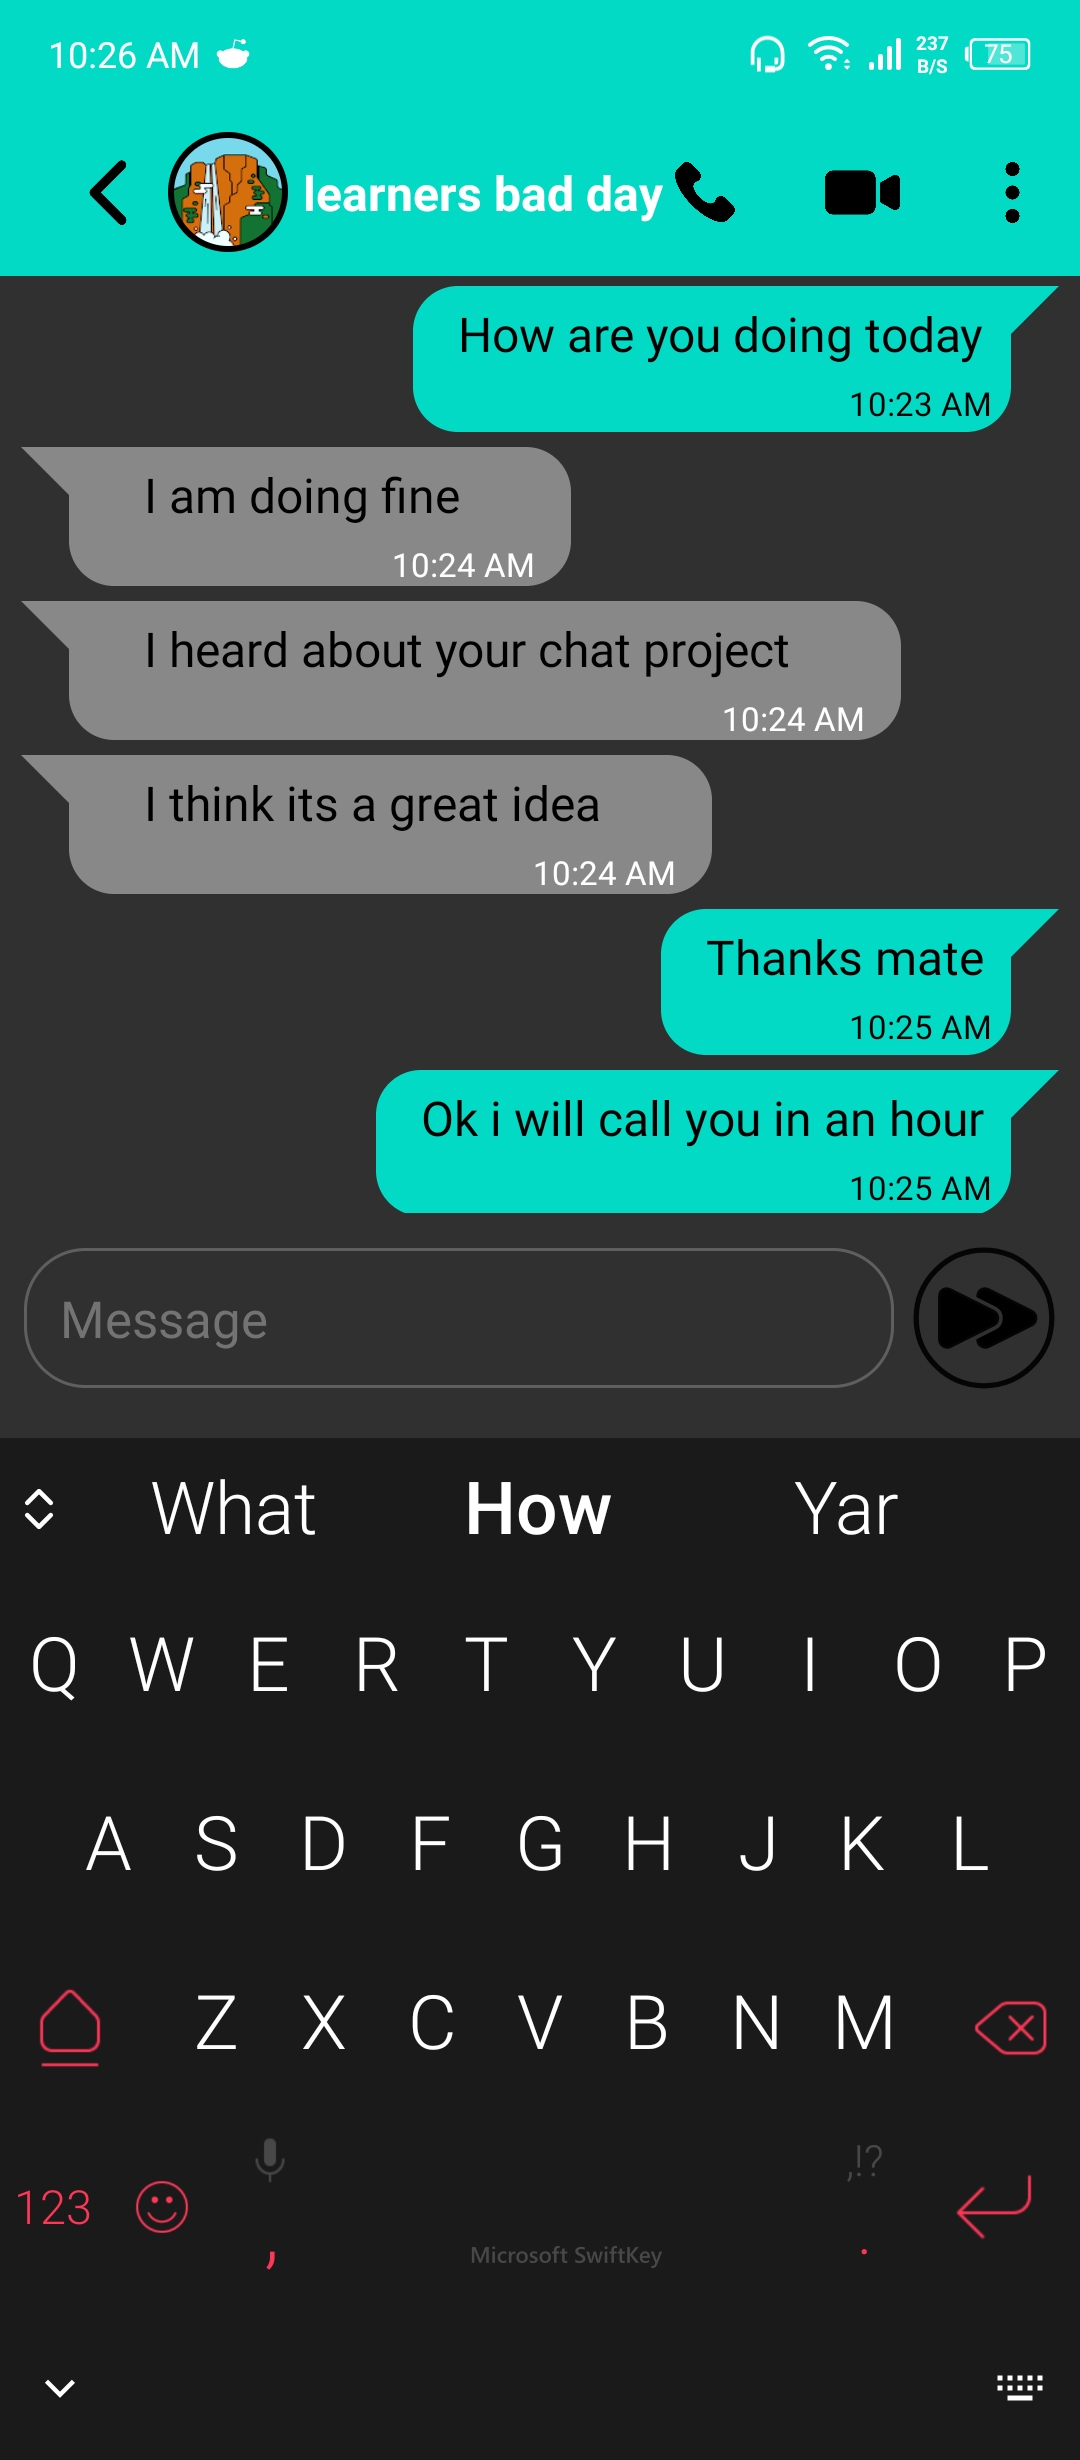 10:26 AM
237
B/S
75
learners bad day
How are you doing today
10:23 AM
I am doing fine
10:24 AM
I heard about your chat project
10:24 AM
I think its a great idea
10:24 AM
Thanks mate
10:25 AM
Ok i will call you in an hour
10:25 AM
Message
What How Yar
Q W E R T Y U I O P
A S D F G H J K L
Z X C V B N M
,!?
123
, Microsoft SwiftKey .